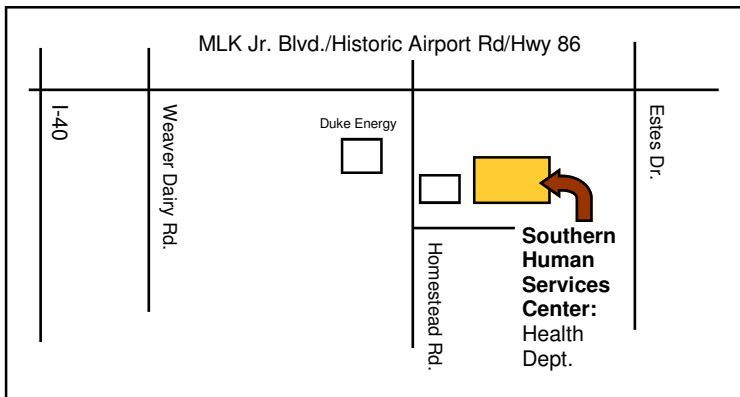 MLK Jr. Blvd./Historic Airport Rd/Hwy 86
I-40
Weaver Dairy Rd.
Duke Energy
Homestead Rd.
Estes Dr.
Southern
Human
Services
Center:
Health
Dept.